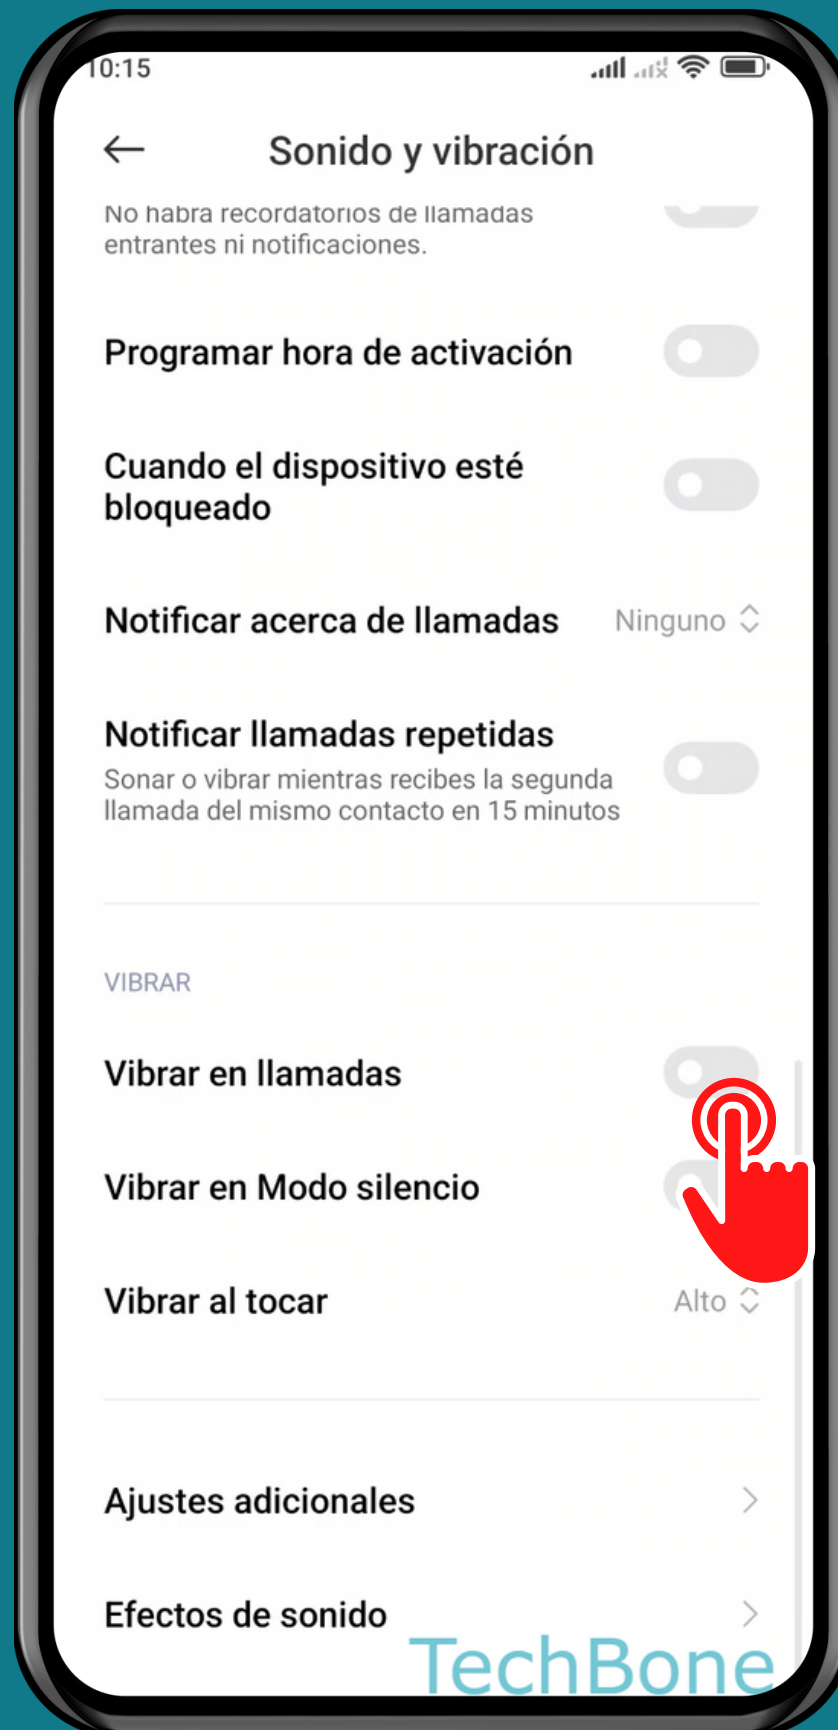 10:15
Sonido y vibración
No habrá recordatorios de llamadas
entrantes ni notificaciones.
Programar hora de activación
Cuando el dispositivo esté
bloqueado
Notificar acerca de llamadas
Ninguno
Notificar llamadas repetidas
Sonar o vibrar mientras recibes la segunda
llamada del mismo contacto en 15 minutos
VIBRAR
Vibrar en llamadas
Vibrar en Modo silencio
Vibrar al tocar
Alto
Ajustes adicionales
Efectos de sonido
TechBone